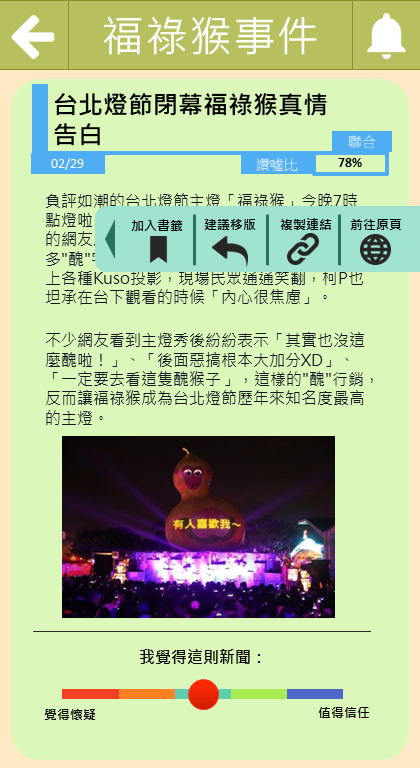 福祿猴事件
台北燈節閉幕福祿猴真情
告白
聯合
02/29
讚噓比
78%
負評如潮的台北燈節主燈「福祿猴」今晚7時
點燈啦
的網友
多"醜"
加入書籤
建議移版
複製連結
前往原頁
上各種Kuso投影，現場民眾通通笑翻，柯P也
坦承在台下觀看的時候「內心很焦慮」。
不少網友看到主燈秀後紛紛表示「其實也沒這
麼醜啦！」、「後面惡搞根本大加分XD」、
「一定要去看這隻醜猴子」，這樣的"醜"行銷，
反而讓福祿猴成為台北燈節歷年來知名度最高
的主燈。
有人喜歡我～
我覺得這則新聞：
覺得懷疑
值得信任